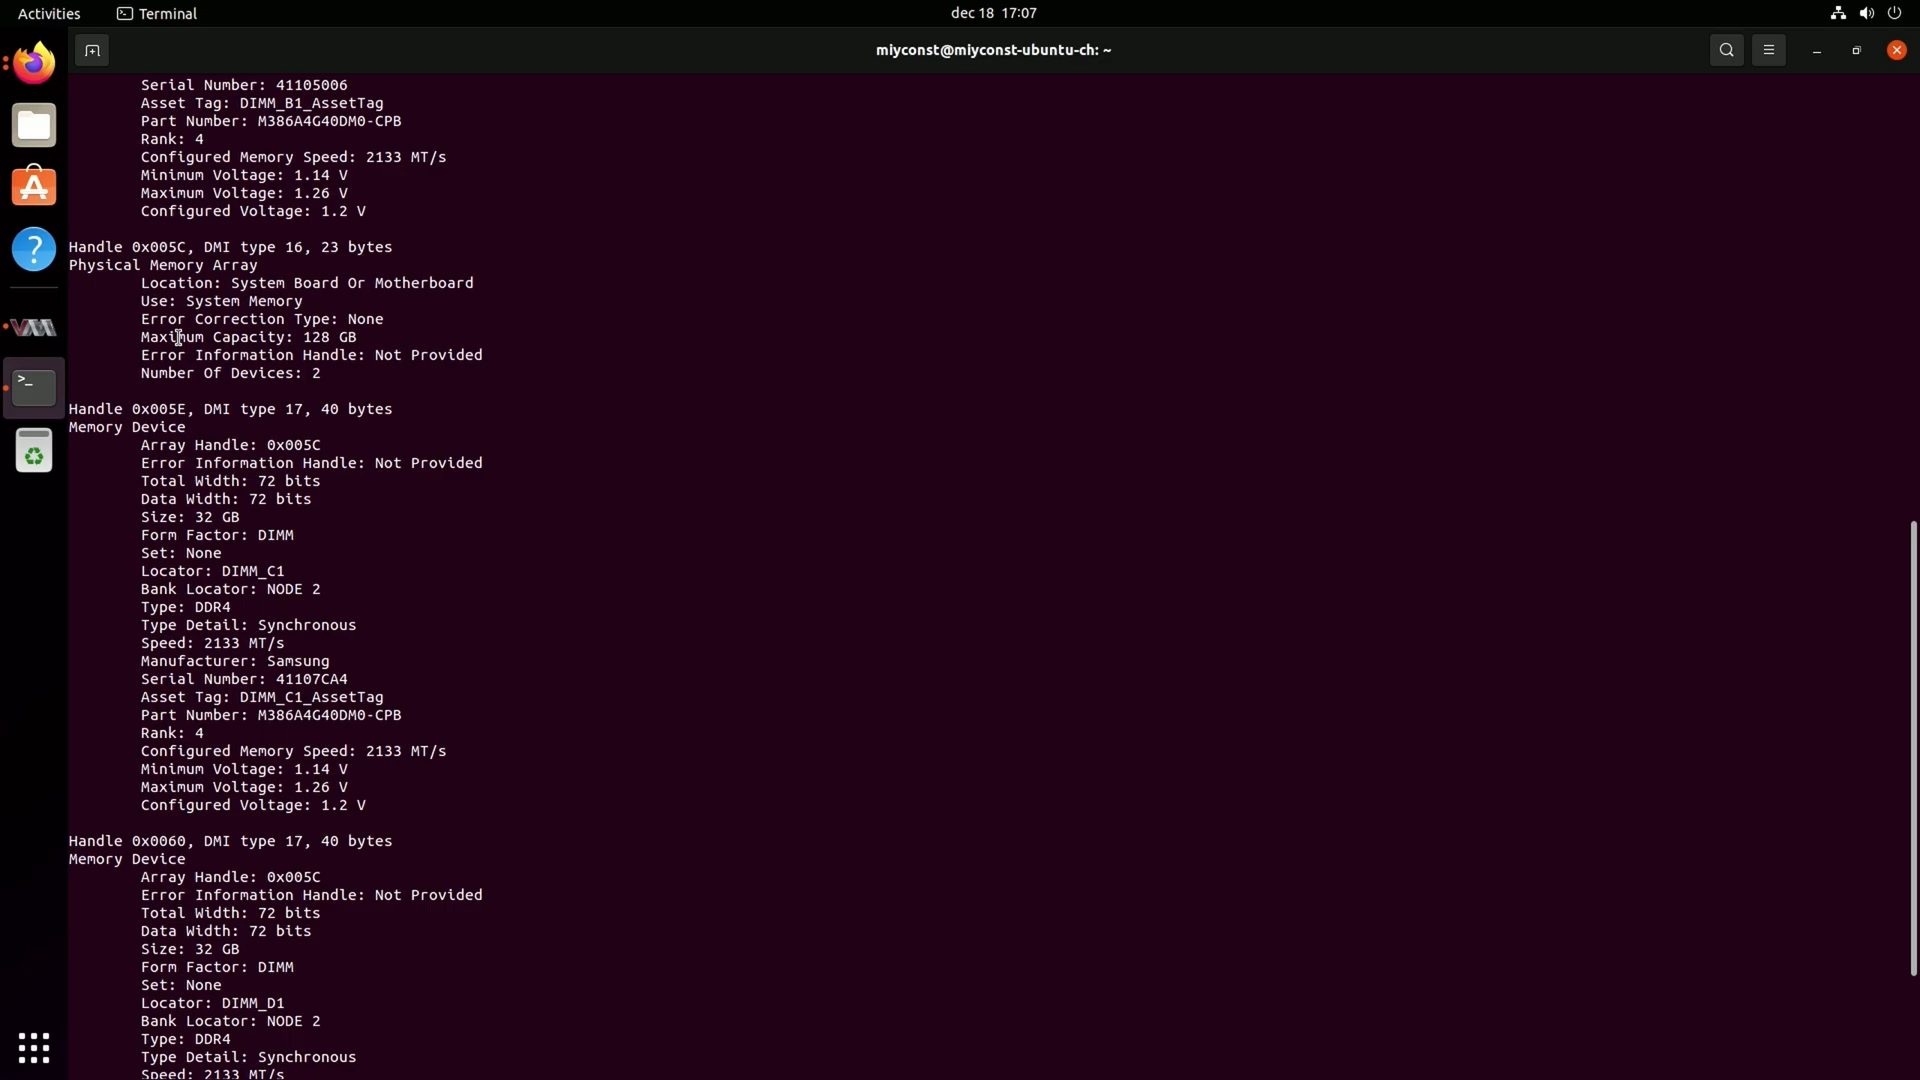 Activities
Terminal
dec 18 17:07
miyconst@miyconst-ubuntu-ch: ~
Serial Number: 41105006
Asset Tag: DIMM_B1_AssetTag
Part Number: M386A4G40DM0-CPB
Rank: 4
Configured Memory Speed: 2133 MT/s
Minimum Voltage: 1.14 V
Maximum Voltage: 1.26 V
Configured Voltage: 1.2 V
Handle 0x005C, DMI type 16, 23 bytes
Physical Memory Array
Location: System Board Or Motherboard
Use: System Memory
Error Correction Type: None
Maximum Capacity: 128 GB
Error Information Handle: Not Provided
Number Of Devices: 2
Handle 0x005E, DMI type 17, 40 bytes
Memory Device
Array Handle: 0x005C
Error Information Handle: Not Provided
Total Width: 72 bits
Data Width: 72 bits
Size: 32 GB
Form Factor: DIMM
Set: None
Locator: DIMM_C1
Bank Locator: NODE 2
Type: DDR4
Type Detail: Synchronous
Speed: 2133 MT/s
Manufacturer: Samsung
Serial Number: 41107CA4
Asset Tag: DIMM_C1_AssetTag
Part Number: M386A4G40DM0-CPB
Rank: 4
Configured Memory Speed: 2133 MT/s
Minimum Voltage: 1.14 V
Maximum Voltage: 1.26 V
Configured Voltage: 1.2 V
Handle 0x0060, DMI type 17, 40 bytes
Memory Device
Array Handle: 0x005C
Error Information Handle: Not Provided
Total Width: 72 bits
Data Width: 72 bits
Size: 32 GB
Form Factor: DIMM
Set: None
Locator: DIMM_D1
Bank Locator: NODE 2
Type: DDR4
Type Detail: Synchronous
Speed: 2133 MT/s